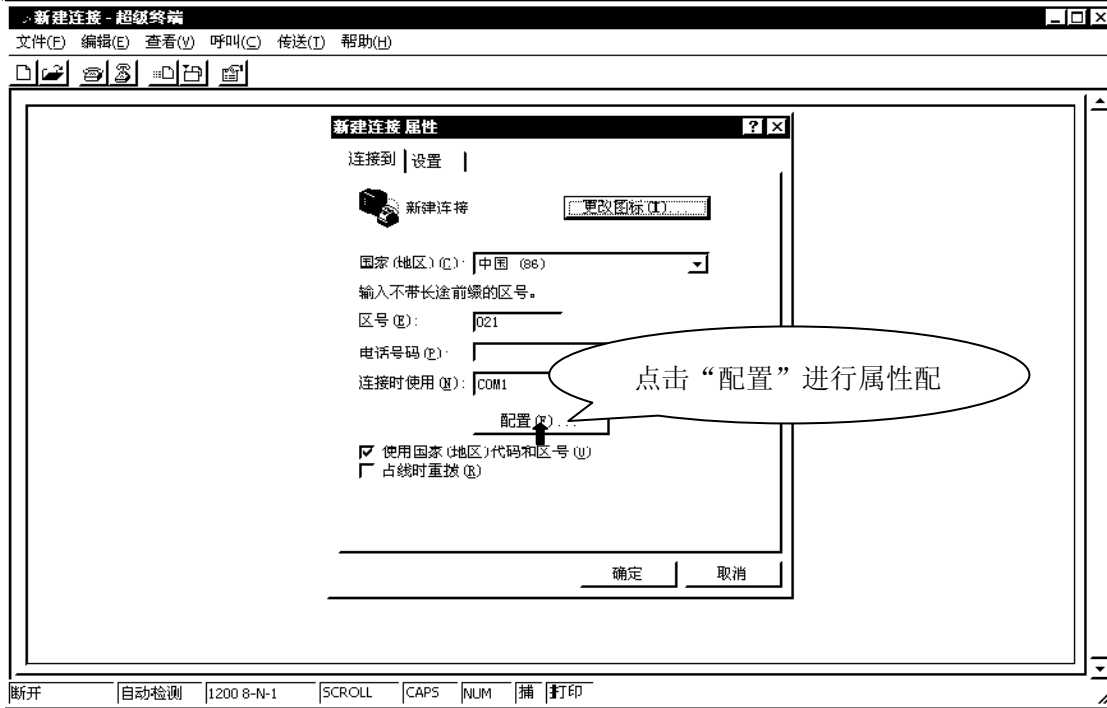 新建连接 - 超级终端
文件(F) 编辑(E) 查看(V) 呼叫(C) 传送(T) 帮助(H)
新建连接 属性
连接到 设置
新建连接 更改图标(I)...
国家(地区)(C): 中国 (86)
输入不带长途前缀的区号。
区号(E): 021
电话号码(P):
连接时使用(N): COM1
点击“配置”进行属性配
配置(F)...
使用国家(地区)代码和区号(U)
占线时重拨(R)
确定 取消
断开 自动检测 1200 8-N-1 SCROLL CAPS NUM 捕 打印